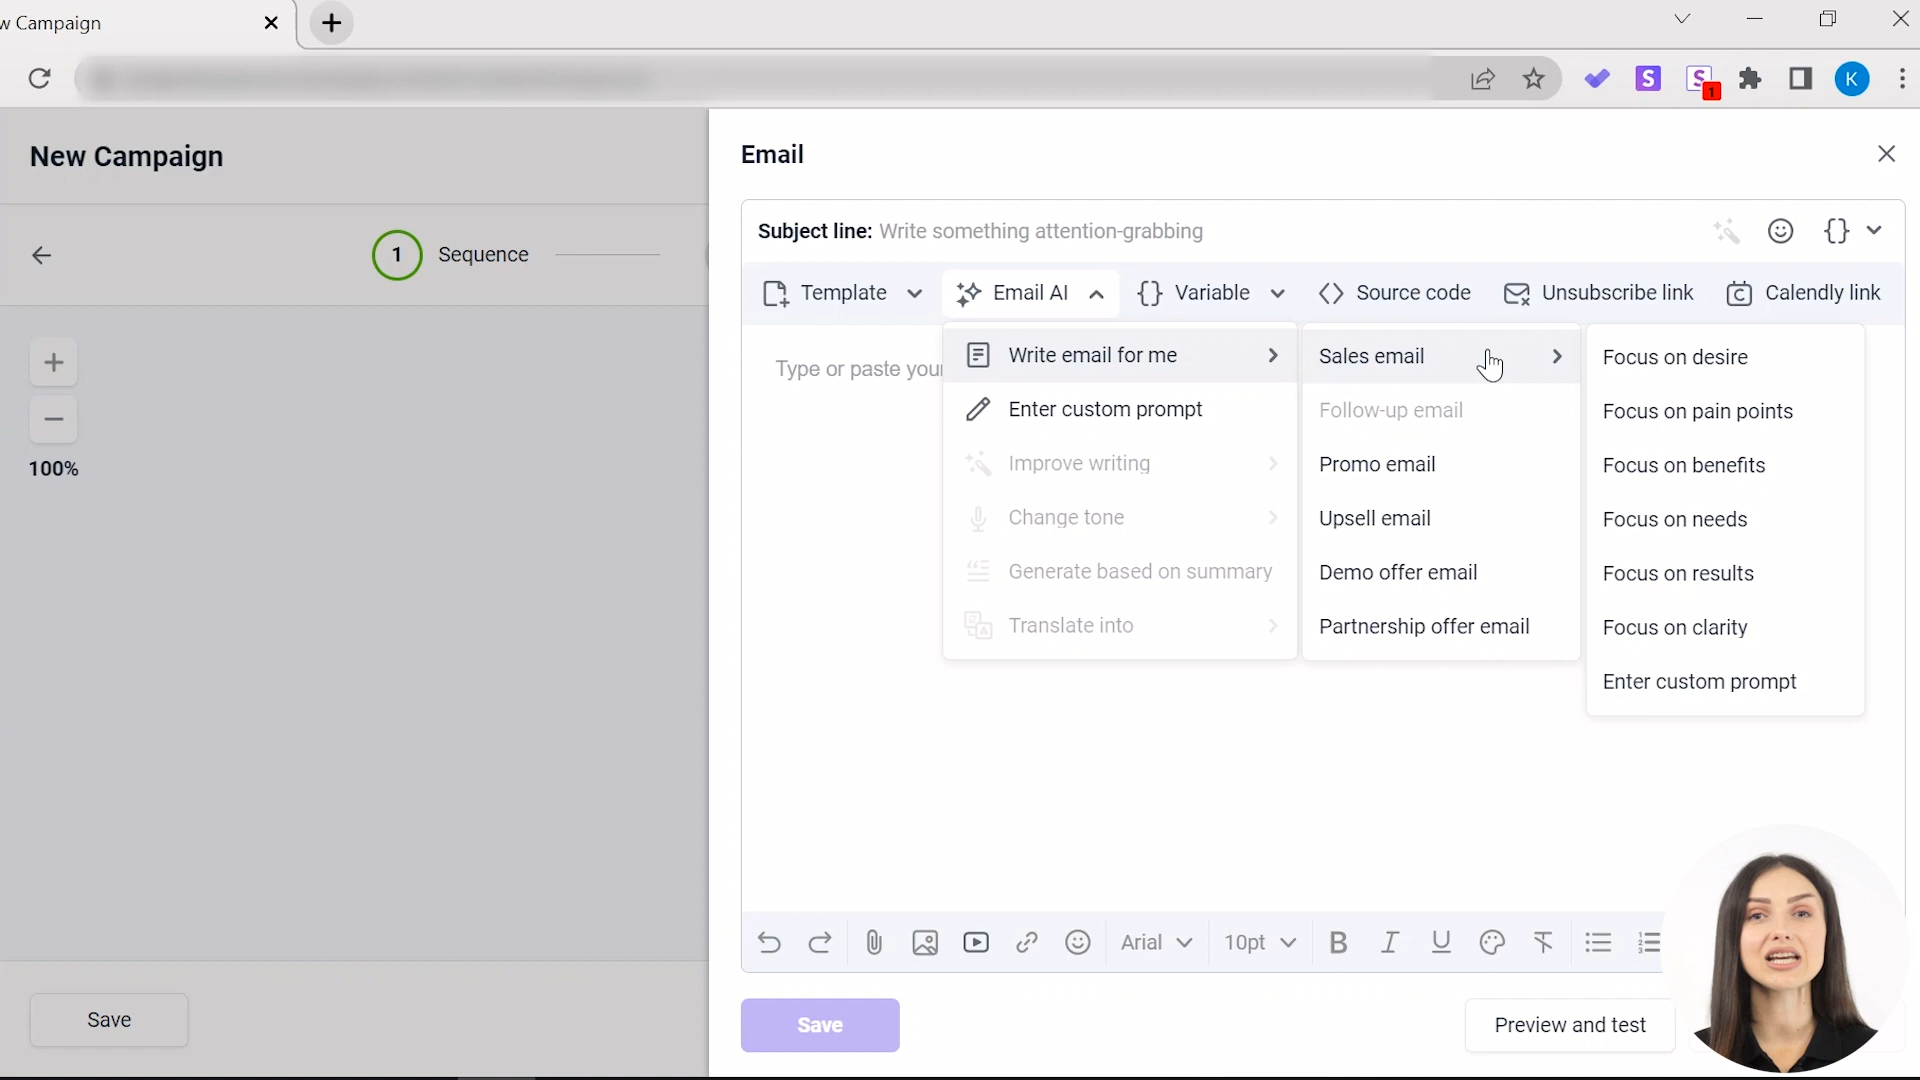 w Campaign
K
1
New Campaign
Email
Subject line: Write something attention-grabbing
1 Sequence
Template
Email AI
Variable
Source code
Unsubscribe link
Calendly link
Type or paste your
Write email for me
Enter custom prompt
Improve writing
Change tone
Generate based on summary
Translate into
Sales email
Follow-up email
Promo email
Upsell email
Demo offer email
Partnership offer email
Focus on desire
Focus on pain points
Focus on benefits
Focus on needs
Focus on results
Focus on clarity
Enter custom prompt
100%
Arial
10pt
Save
Save
Preview and test